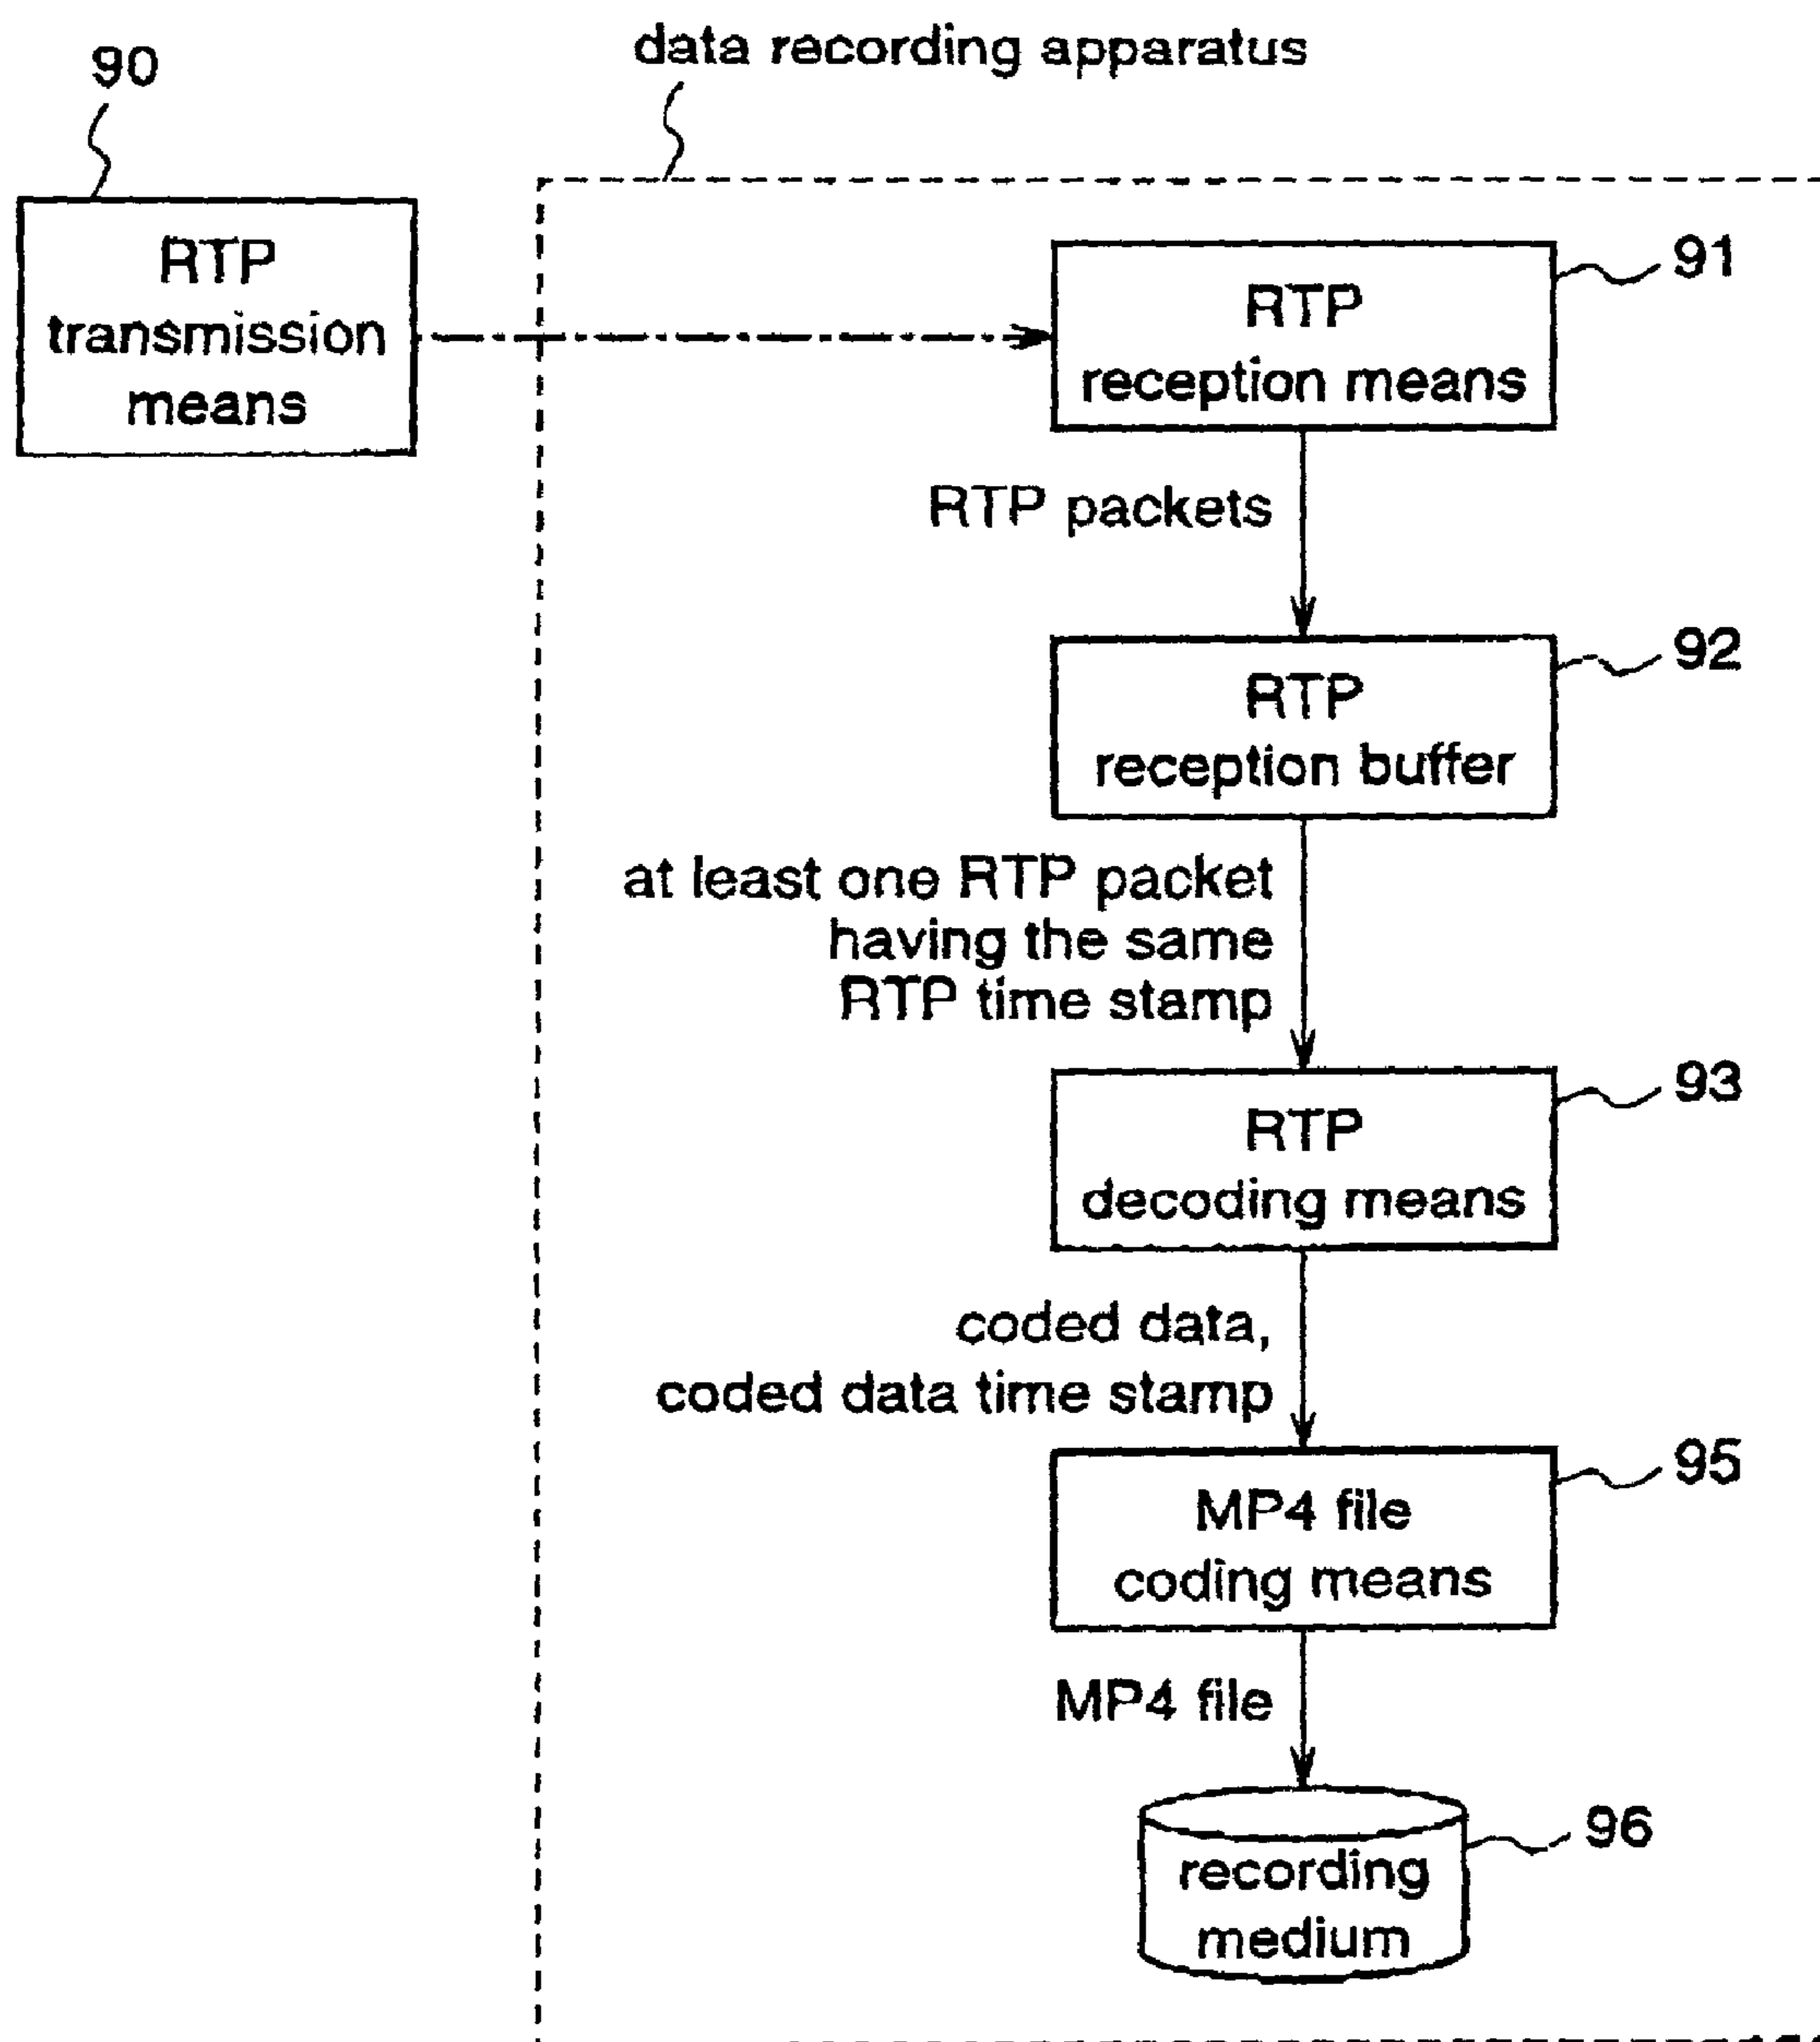 data recording apparatus
90
RTP
transmission
means
91
RTP
reception means
RTP packets
92
RTP
reception buffer
at least one RTP packet
having the same
RTP time stamp
93
RTP
decoding means
coded data,
coded data time stamp
95
MP4 file
coding means
MP4 file
96
recording
medium